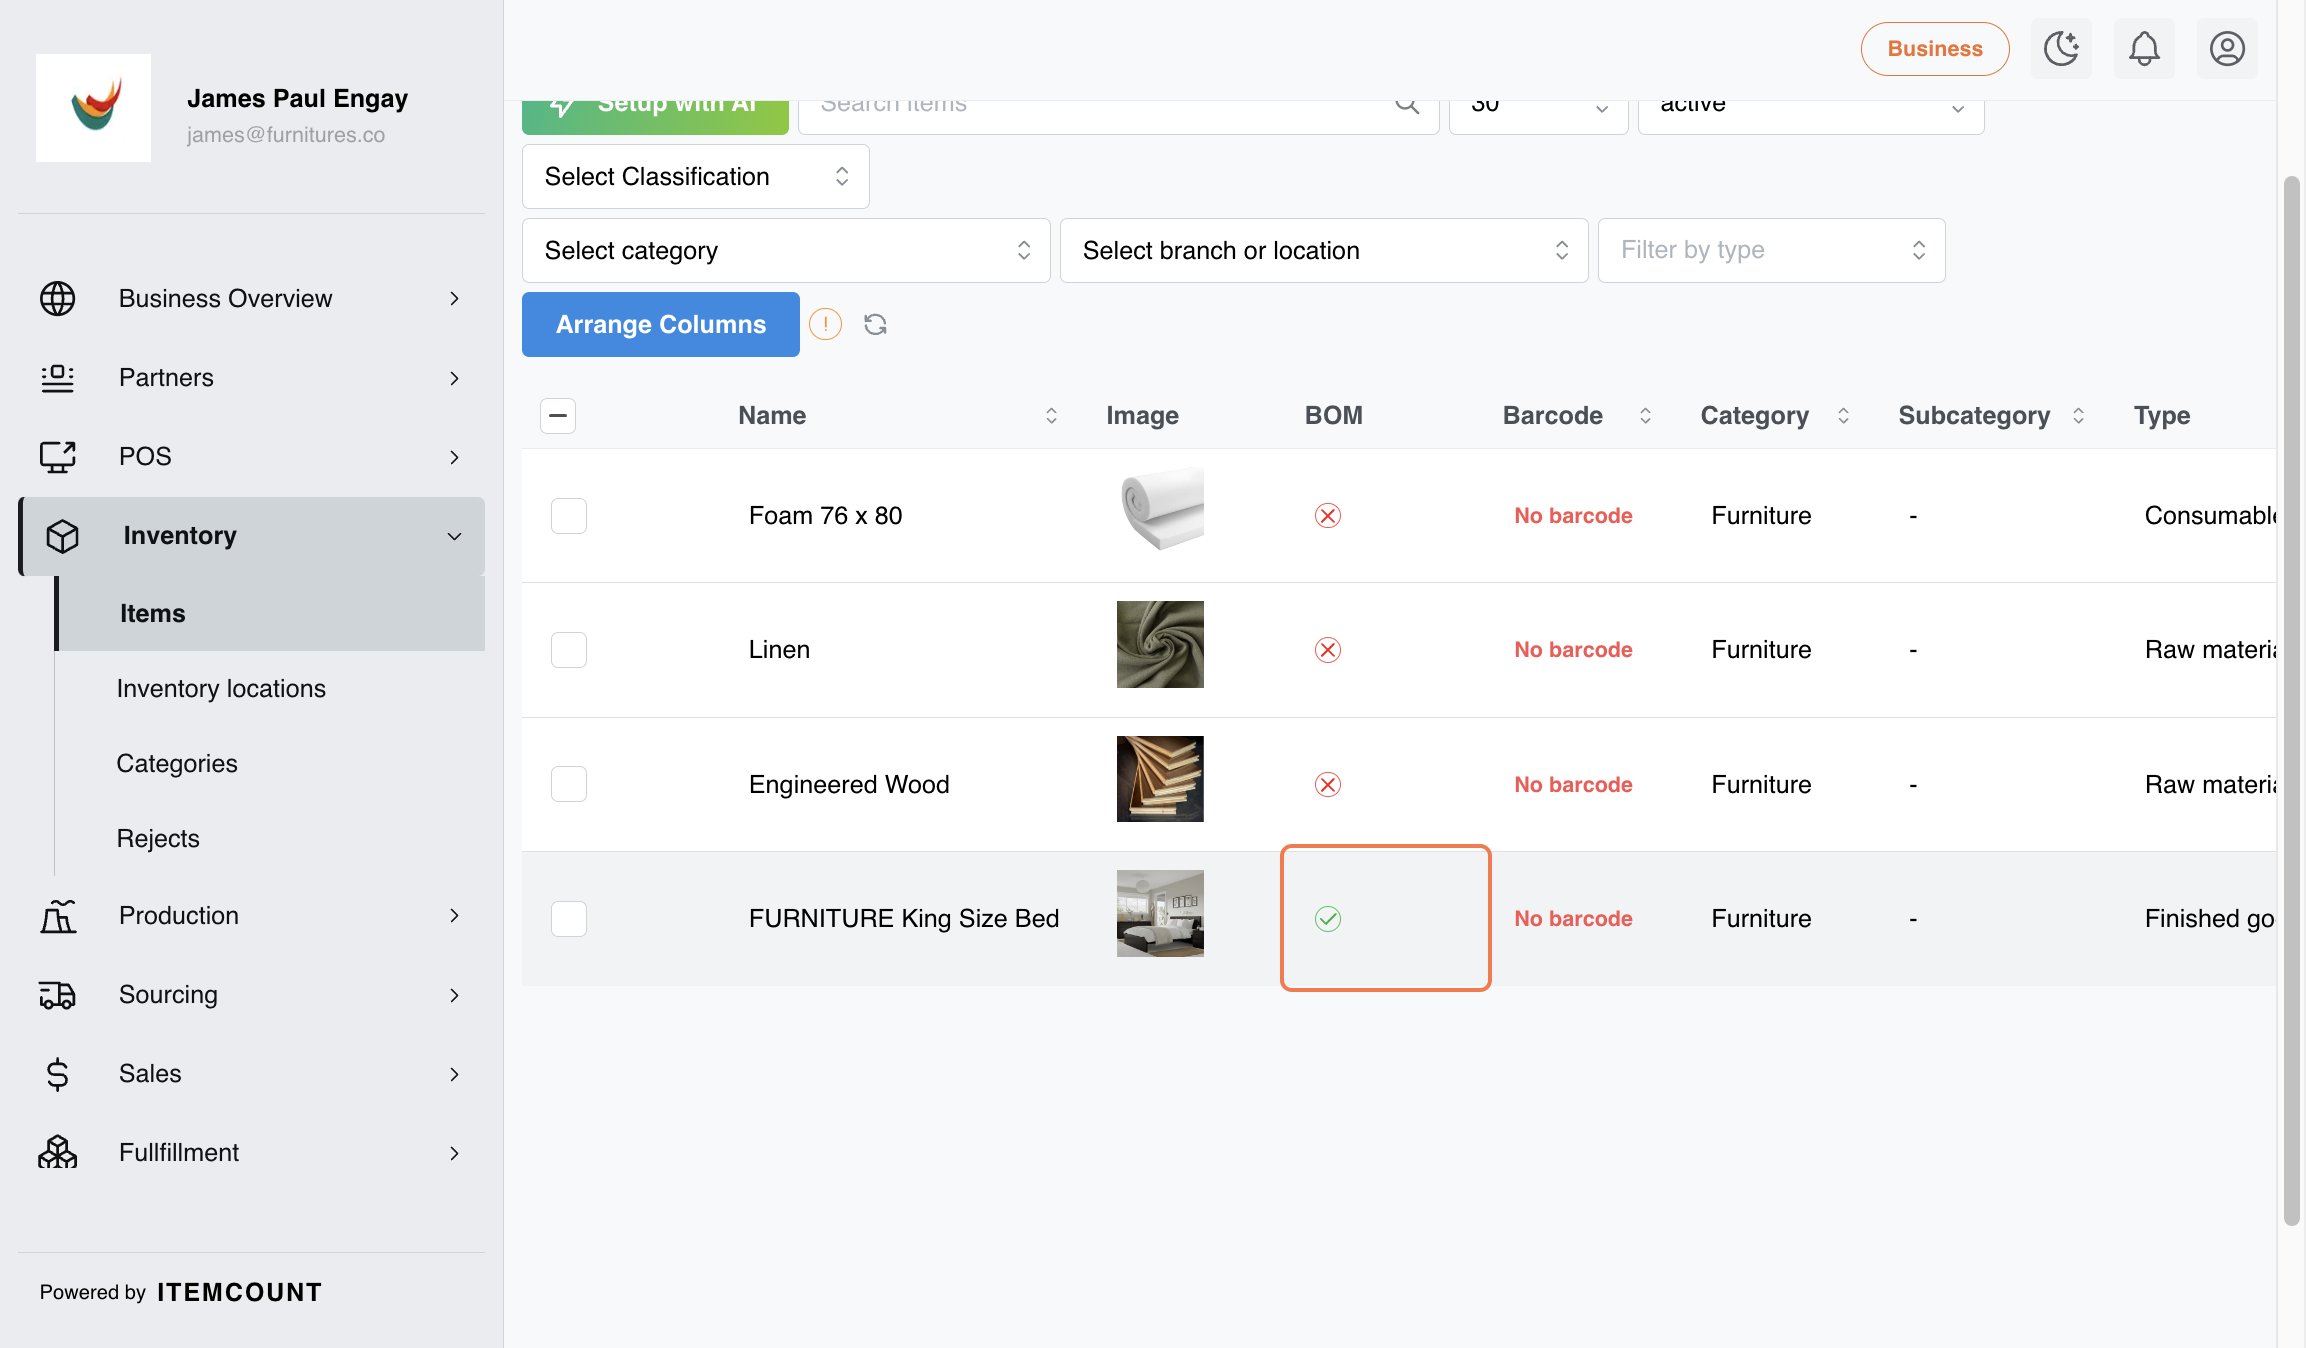 James Paul Engay
james@furnitures.co
Business Overview
Partners
POS
Inventory
Items
Inventory locations
Categories
Rejects
Production
Sourcing
Sales
Fullfillment
Powered by ITEMCOUNT
Business
Setup with AI
Search items
30
active
Select Classification
Select category
Select branch or location
Filter by type
Arrange Columns
Name Image BOM Barcode Category Subcategory Type
Foam 76 x 80 No barcode Furniture - Consumable
Linen No barcode Furniture - Raw materia
Engineered Wood No barcode Furniture - Raw materia
FURNITURE King Size Bed No barcode Furniture - Finished go